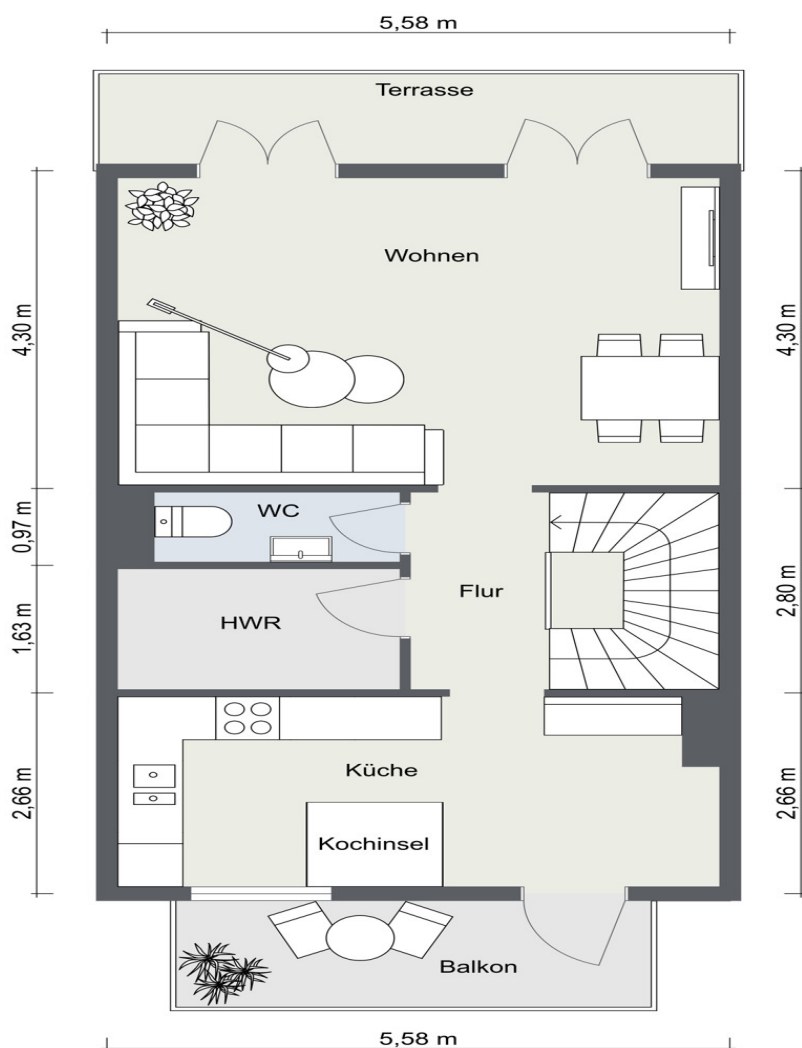 5,58 m
Terrasse
Wohnen
4,30 m
4,30 m
WC
0,97 m
Flur
2,80 m
HWR
1,63 m
Küche
2,66 m
2,66 m
Kochinsel
Balkon
5,58 m